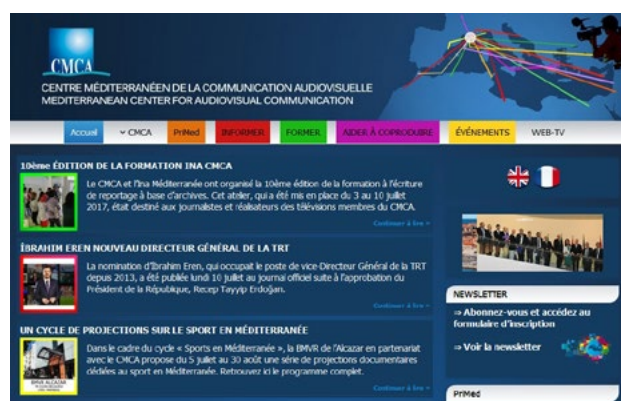 CMCA
CENTRE MÉDITERRANÉEN DE LA COMMUNICATION AUDIOVISUELLE
MEDITERRANEAN CENTER FOR AUDIOVISUAL COMMUNICATION
Accueil CMCA PriMed INFORMER FORMER AIDER À COPRODUIRE ÉVÉNEMENTS WEB-TV
10ème ÉDITION DE LA FORMATION INA CMCA
Le CMCA et l'Ina Méditerranée ont organisé la 10ème édition de la formation à l'écriture
de reportage à base d'archives. Cet atelier, qui a été mis en place du 3 au 10 juillet
2017, était destiné aux journalistes et réalisateurs des télévisions membres du CMCA.
Continuer à lire »
İBRAHIM EREN NOUVEAU DIRECTEUR GÉNÉRAL DE LA TRT
La nomination d'İbrahim Eren, qui occupait le poste de vice-Directeur Général de la TRT
depuis 2013, a été publiée lundi 10 juillet au journal officiel suite à l'approbation du
Président de la République, Recep Tayyip Erdoğan.
Continuer à lire »
UN CYCLE DE PROJECTIONS SUR LE SPORT EN MÉDITERRANÉE
Dans le cadre du cycle « Sports en Méditerranée », la BMVR de l'Alcazar en partenariat
avec le CMCA propose du 5 juillet au 30 août une série de projections documentaires
dédiées au sport en Méditerranée. Retrouvez ici le programme complet.
Continuer à lire »
BMVR ALCAZAR
NEWSLETTER
⇒ Abonnez-vous et accédez au
formulaire d'inscription
⇒ Voir la newsletter
PriMed